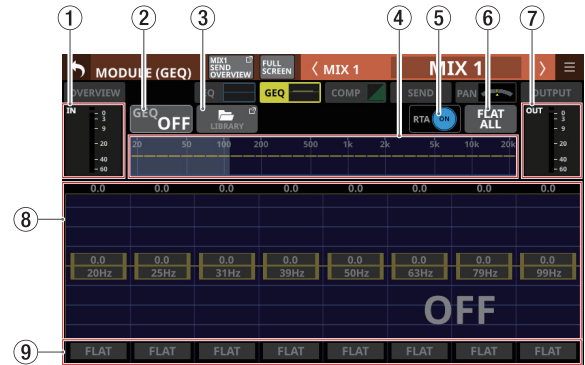 1 2 3 4 5 6 7
MODULE (GEQ) MIX1 SEND OVERVIEW FULL SCREEN < MIX 1 MIX 1 >
OVERVIEW EQ GEQ COMP SEND PAN OUTPUT
IN GEQ OFF LIBRARY RTA ON FLAT ALL OUT
0 3 9 20 40 60
20 50 100 200 500 1k 2k 5k 10k 20k
0 3 9 20 40 60
8
0.0 0.0 0.0 0.0 0.0 0.0 0.0 0.0
0.0 0.0 0.0 0.0 0.0 0.0 0.0 0.0
20Hz 25Hz 31Hz 39Hz 50Hz 63Hz 79Hz 99Hz
OFF
9 FLAT FLAT FLAT FLAT FLAT FLAT FLAT FLAT